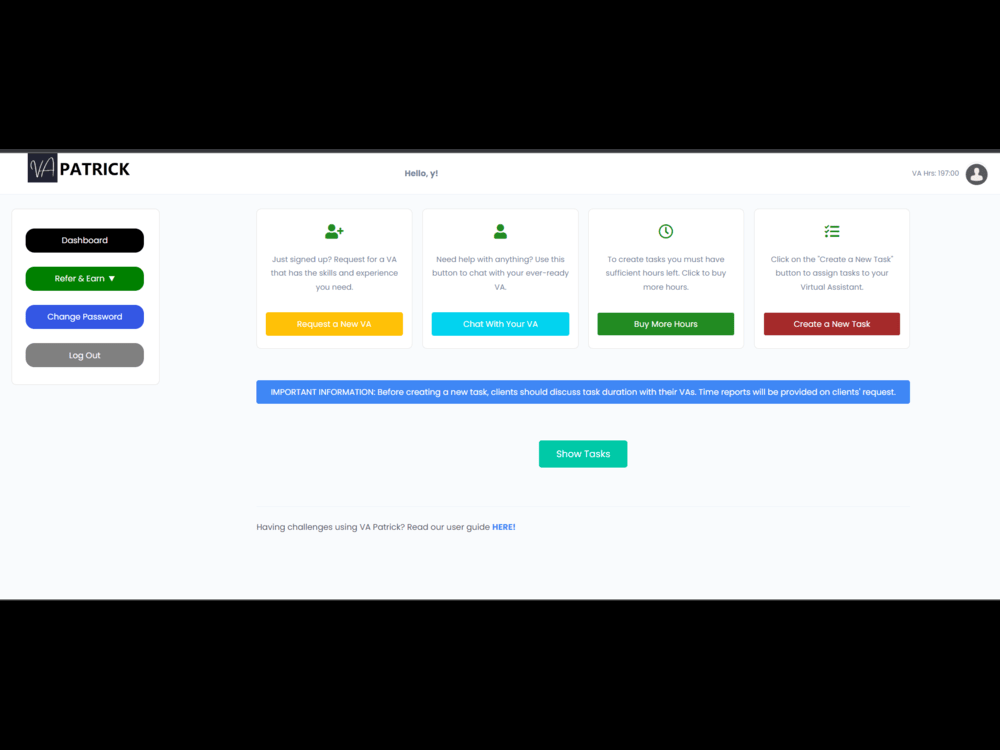 VA PATRICK
Hello, y!
VA Hrs: 197:00
Dashboard
Refer & Earn ▼
Change Password
Log Out
Just signed up? Request for a VA
that has the skills and experience
you need.
Request a New VA
Need help with anything? Use this
button to chat with your ever-ready
VA.
Chat With Your VA
To create tasks you must have
sufficient hours left. Click to buy
more hours.
Buy More Hours
Click on the "Create a New Task"
button to assign tasks to your
Virtual Assistant.
Create a New Task
IMPORTANT INFORMATION: Before creating a new task, clients should discuss task duration with their VAs. Time reports will be provided on clients' request.
Show Tasks
Having challenges using VA Patrick? Read our user guide HERE!